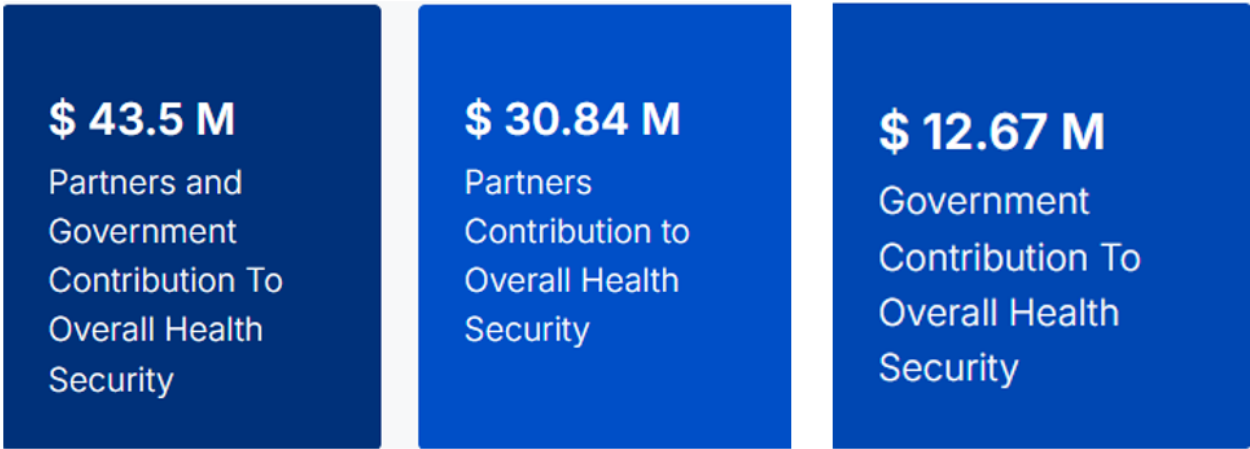 $ 43.5 M
Partners and
Government
Contribution To
Overall Health
Security
$ 30.84 M
Partners
Contribution to
Overall Health
Security
$ 12.67 M
Government
Contribution To
Overall Health
Security